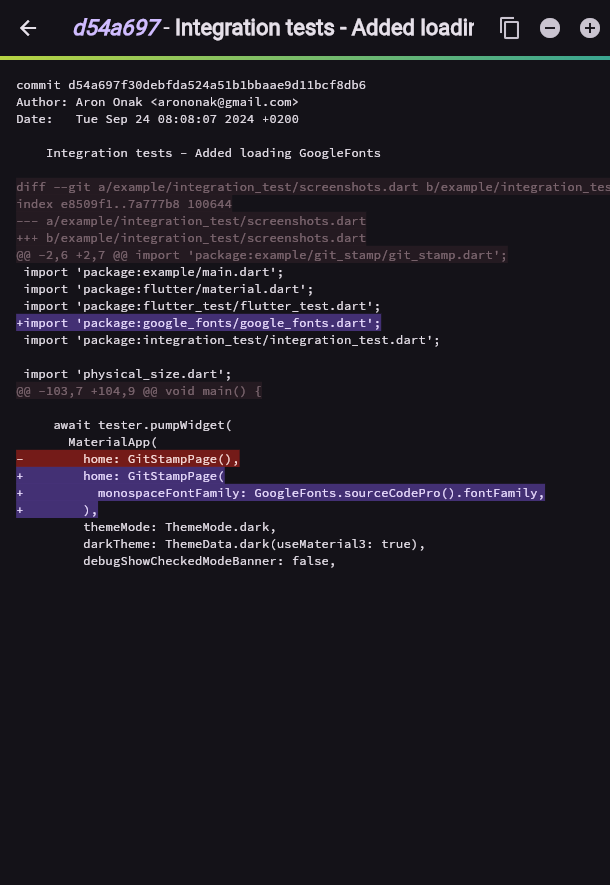 d54a697 - Integration tests - Added loadin
commit d54a697f30debfda524a51b1bbaae9d11bcf8db6
Author: Aron Onak <arononak@gmail.com>
Date:   Tue Sep 24 08:08:07 2024 +0200
    Integration tests - Added loading GoogleFonts
diff --git a/example/integration_test/screenshots.dart b/example/integration_tes
index e8509f1..7a777b8 100644
--- a/example/integration_test/screenshots.dart
+++ b/example/integration_test/screenshots.dart
@@ -2,6 +2,7 @@ import 'package:example/git_stamp/git_stamp.dart';
 import 'package:example/main.dart';
 import 'package:flutter/material.dart';
 import 'package:flutter_test/flutter_test.dart';
+import 'package:google_fonts/google_fonts.dart';
 import 'package:integration_test/integration_test.dart';
 import 'physical_size.dart';
@@ -103,7 +104,9 @@ void main() {
     await tester.pumpWidget(
       MaterialApp(
-        home: GitStampPage(),
+        home: GitStampPage(
+          monospaceFontFamily: GoogleFonts.sourceCodePro().fontFamily,
+        ),
         themeMode: ThemeMode.dark,
         darkTheme: ThemeData.dark(useMaterial3: true),
         debugShowCheckedModeBanner: false,